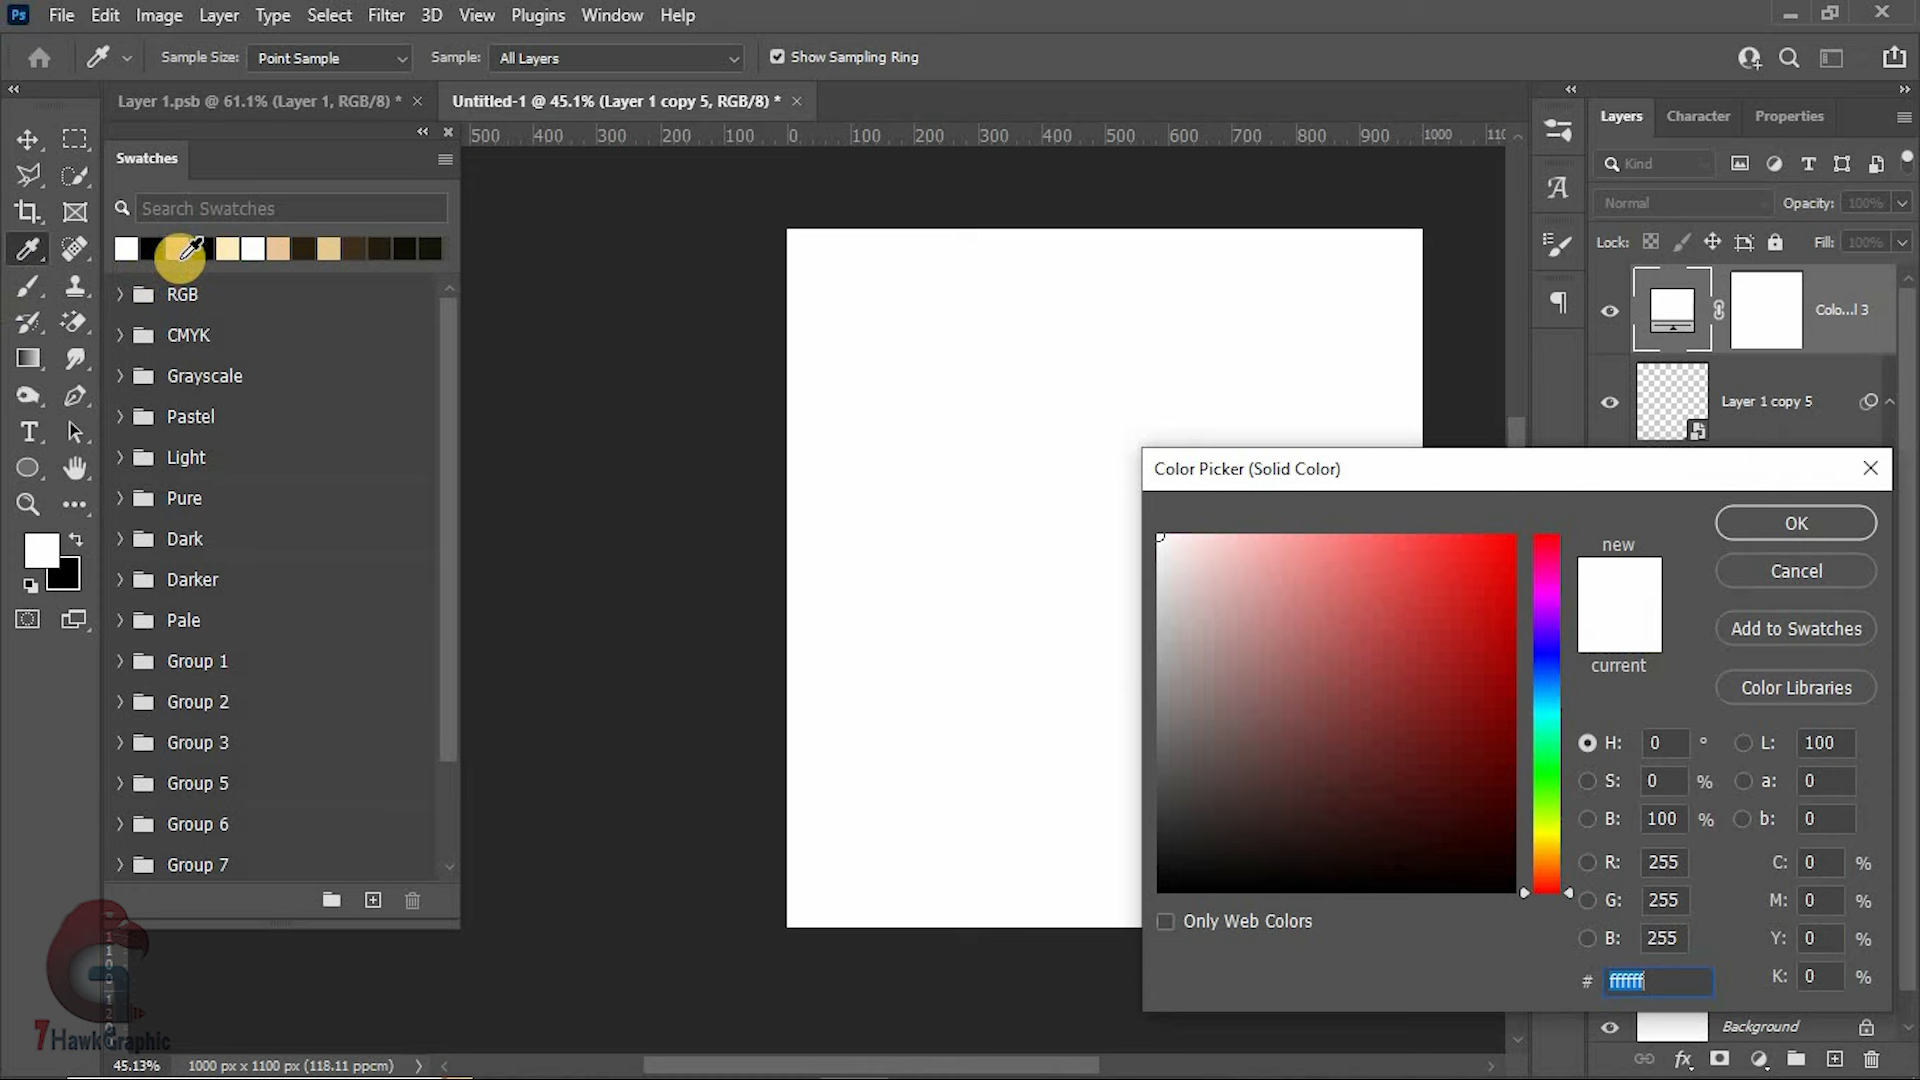 Ps File Edit Image Layer Type Select Filter 3D View Plugins Window Help
Sample Size: Point Sample Sample: All Layers Show Sampling Ring
Layer 1.psb @ 61.1% (Layer 1, RGB/8) * × Untitled-1 @ 45.1% (Layer 1 copy 5, RGB/8) * ×
500 400 300 200 100 0 100 200 300 400 500 600 700 800 900 1000
Swatches
Search Swatches
RGB
CMYK
Grayscale
Pastel
Light
Pure
Dark
Darker
Pale
Group 1
Group 2
Group 3
Group 5
Group 6
Group 7
Layers Character Properties
Kind
Normal Opacity: 100%
Lock: Fill: 100%
Colo...l 3
Layer 1 copy 5
Color Picker (Solid Color)
OK
new
Cancel
Add to Swatches
current
Color Libraries
H: 0 ° L: 100
S: 0 % a: 0
B: 100 % b: 0
R: 255 C: 0 %
G: 255 M: 0 %
B: 255 Y: 0 %
# ffffff K: 0 %
Only Web Colors
Background
7HawkGraphic
45.13% 1000 px x 1100 px (118.11 ppcm)